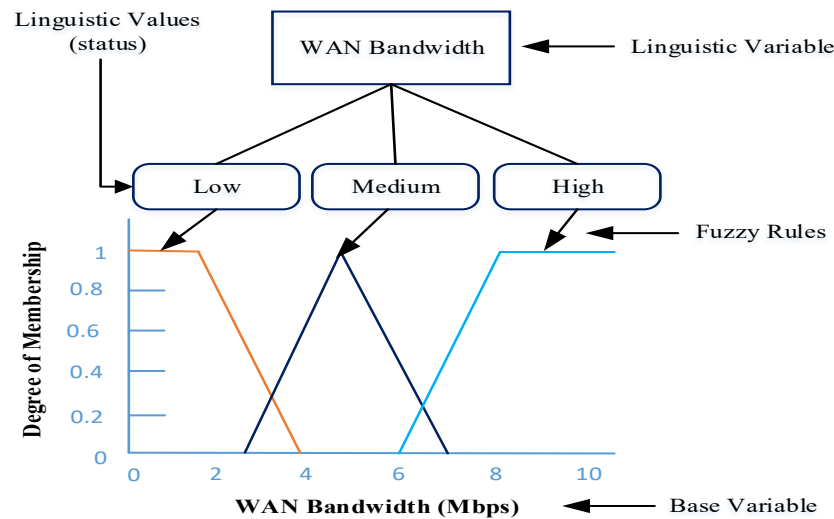 Linguistic Values
(status)
WAN Bandwidth
Linguistic Variable
Low
Medium
High
Fuzzy Rules
Degree of Membership
1
0.8
0.6
0.4
0.2
0
0 2 4 6 8 10
WAN Bandwidth (Mbps)
Base Variable